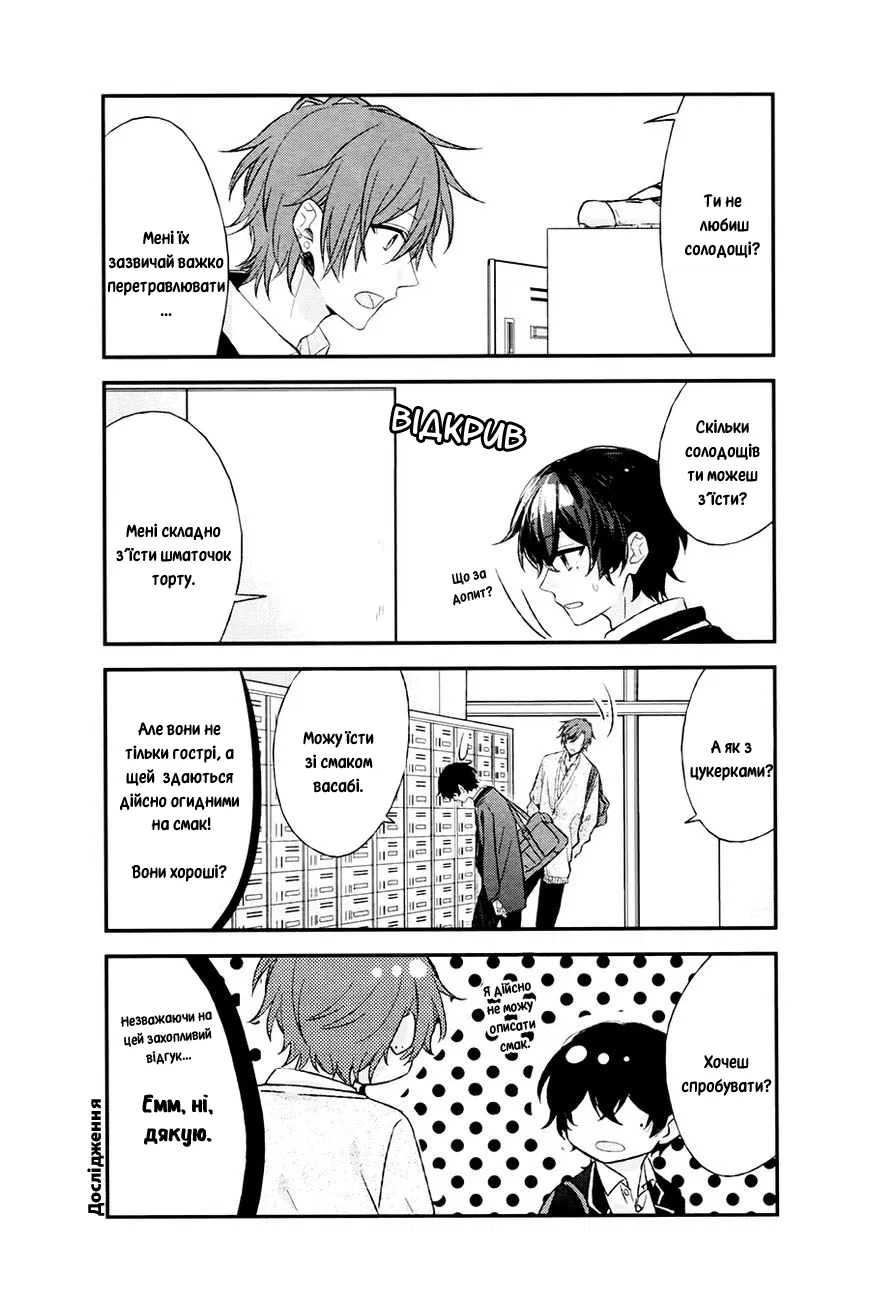 Ти не
любиш
солодощі?
Мені їх
зазвичай важко
перетравлювати
...
Скільки
солодощів
ти можеш
з'їсти?
ВІДКРИВ
Що за
допит?
Мені складно
з'їсти шматочок
торту.
А як з
цукерками?
Можу їсти
зі смаком
васабі.
Але вони не
тільки гострі, а
щей здаються
дійсно огидними
на смак!
Вони хороші?
Хочеш
спробувати?
Я дійсно
не можу
описати
смак.
Незважаючи на
цей захопливий
відгук...
Емм, ні,
дякую.
Дослідження